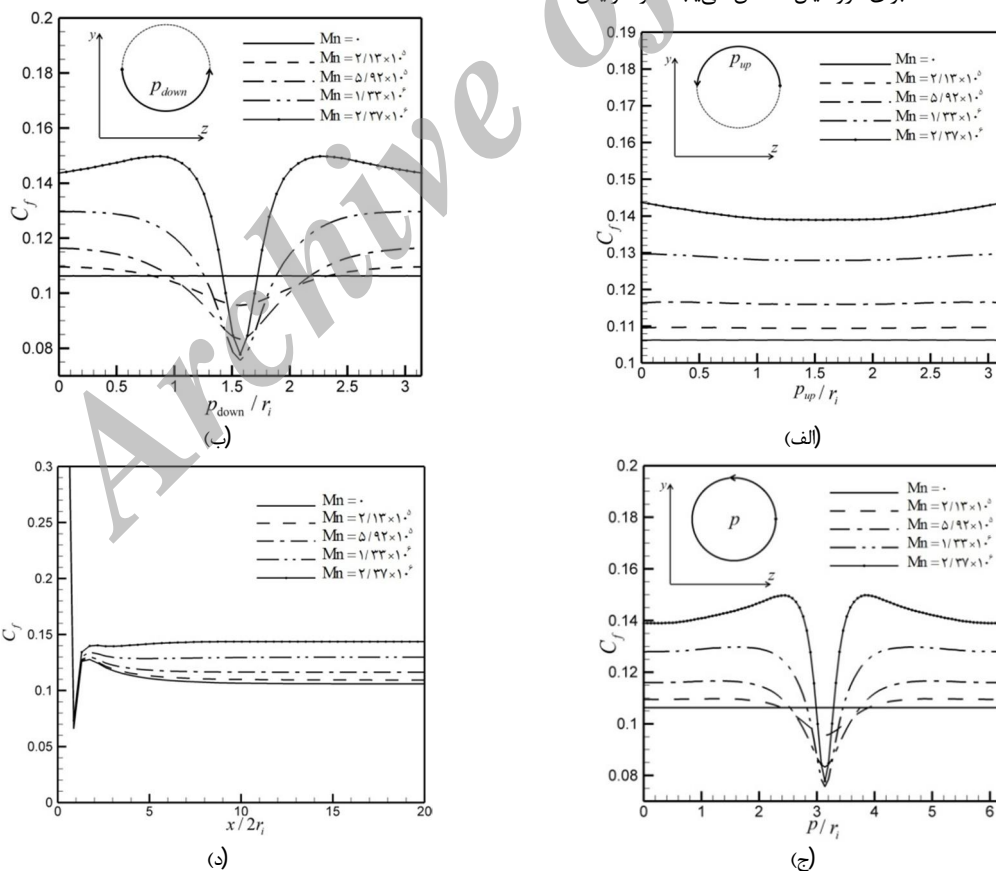 Archive of
0.2
0.18
0.16
0.14
0.12
0.1
0.08
C_f
y
z
p_down
Mn = ۰
Mn = ۲/۱۳×۱۰^۵
Mn = ۵/۹۲×۱۰^۵
Mn = ۱/۳۳×۱۰^۶
Mn = ۲/۳۷×۱۰^۶
0 0.5 1 1.5 2 2.5 3
p_down / r_i
(ب)
0.19
0.18
0.17
0.16
0.15
0.14
0.13
0.12
0.11
0.1
C_f
y
z
p_up
Mn = ۰
Mn = ۲/۱۳×۱۰^۵
Mn = ۵/۹۲×۱۰^۵
Mn = ۱/۳۳×۱۰^۶
Mn = ۲/۳۷×۱۰^۶
0 0.5 1 1.5 2 2.5 3
p_up / r_i
(الف)
0.3
0.25
0.2
0.15
0.1
0.05
0
C_f
Mn = ۰
Mn = ۲/۱۳×۱۰^۵
Mn = ۵/۹۲×۱۰^۵
Mn = ۱/۳۳×۱۰^۶
Mn = ۲/۳۷×۱۰^۶
0 5 10 15 20
x / 2r_i
(د)
0.2
0.18
0.16
0.14
0.12
0.1
0.08
C_f
y
z
p
Mn = ۰
Mn = ۲/۱۳×۱۰^۵
Mn = ۵/۹۲×۱۰^۵
Mn = ۱/۳۳×۱۰^۶
Mn = ۲/۳۷×۱۰^۶
0 1 2 3 4 5 6
p / r_i
(ج)